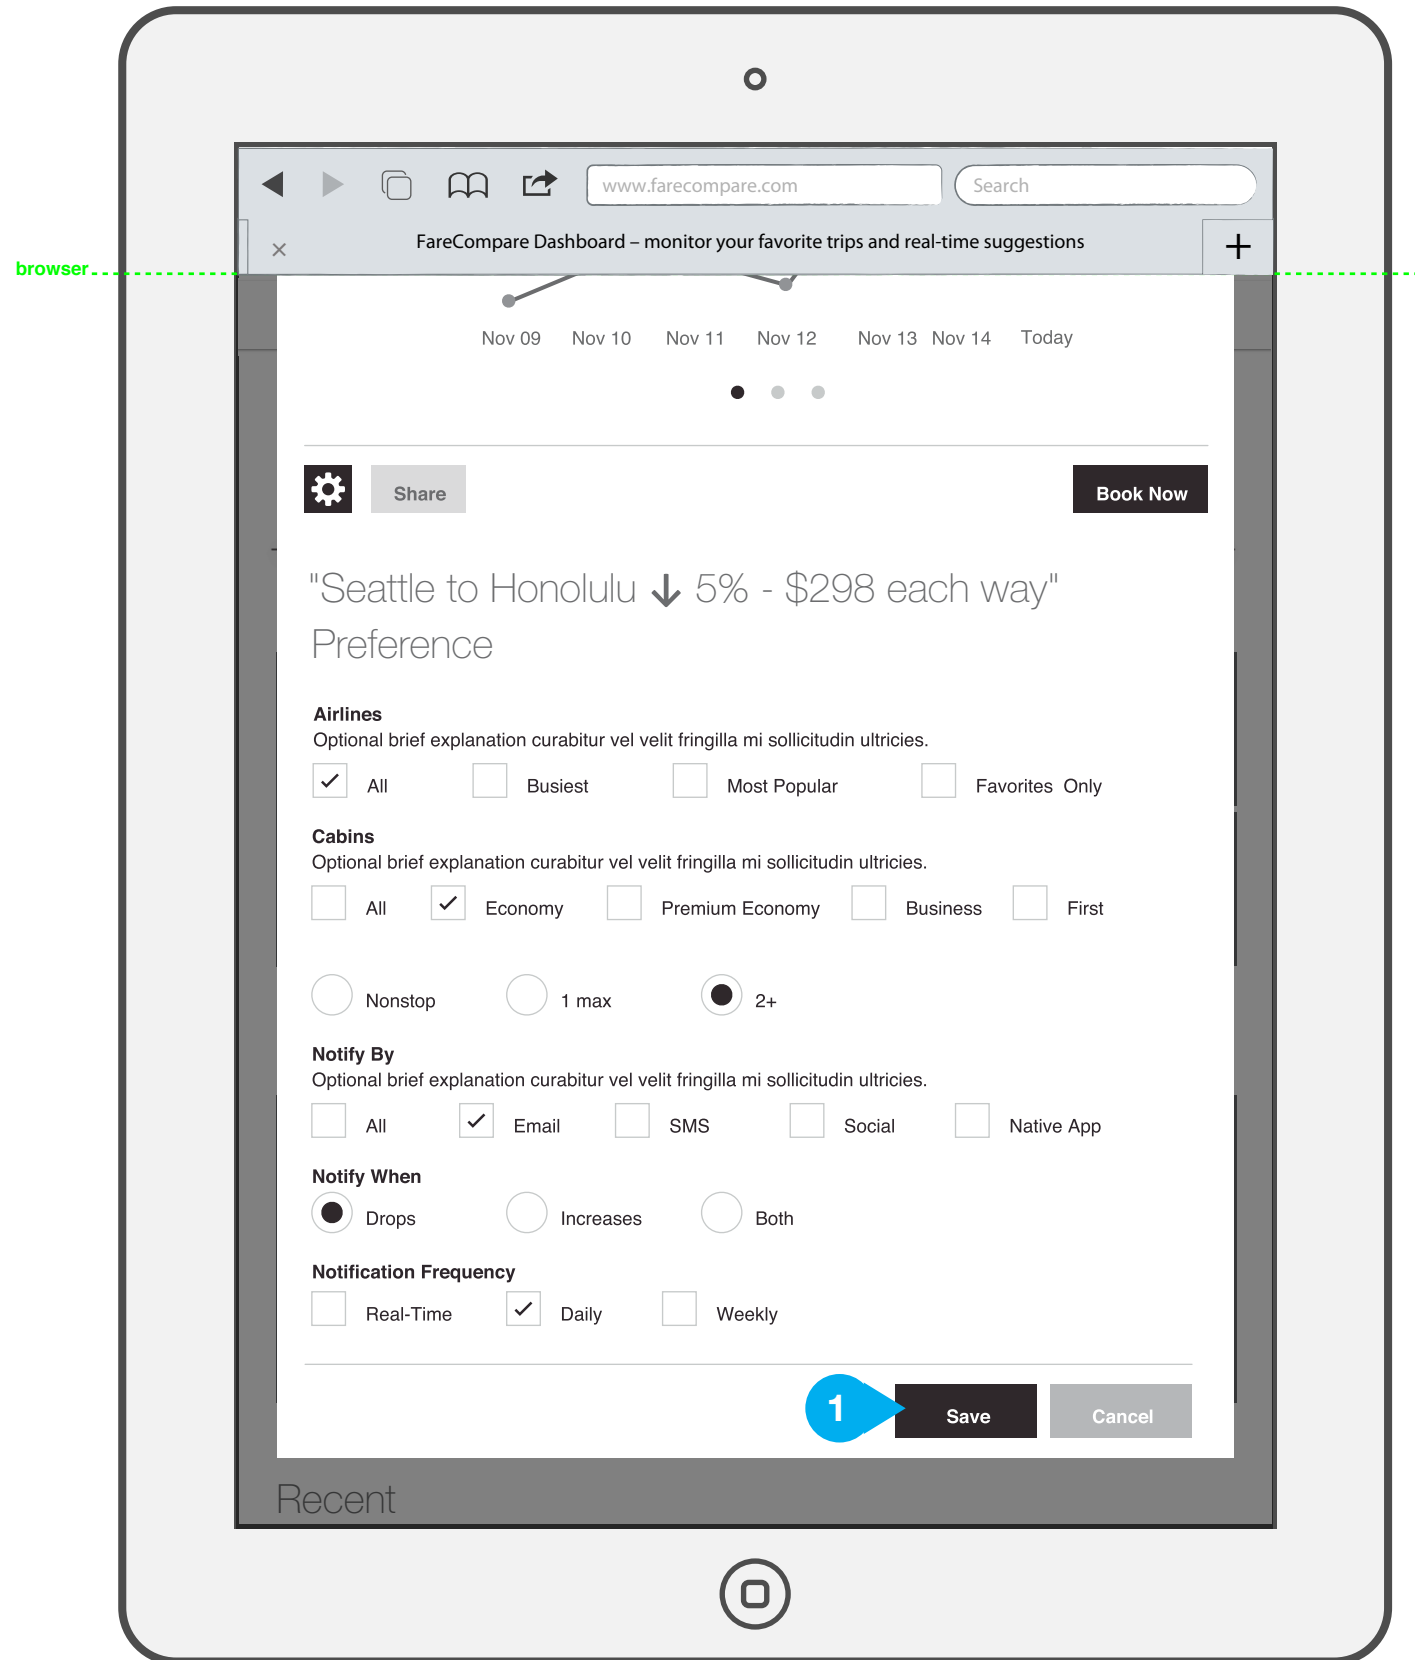 www.farecompare.com
Search
FareCompare Dashboard – monitor your favorite trips and real-time suggestions
browser
Nov 09 Nov 10 Nov 11 Nov 12 Nov 13 Nov 14 Today
Share
Book Now
"Seattle to Honolulu ↓ 5% - $298 each way"
Preference
Airlines
Optional brief explanation curabitur vel velit fringilla mi sollicitudin ultricies.
All Busiest Most Popular Favorites Only
Cabins
Optional brief explanation curabitur vel velit fringilla mi sollicitudin ultricies.
All Economy Premium Economy Business First
Nonstop 1 max 2+
Notify By
Optional brief explanation curabitur vel velit fringilla mi sollicitudin ultricies.
All Email SMS Social Native App
Notify When
Drops Increases Both
Notification Frequency
Real-Time Daily Weekly
1 Save Cancel
Recent